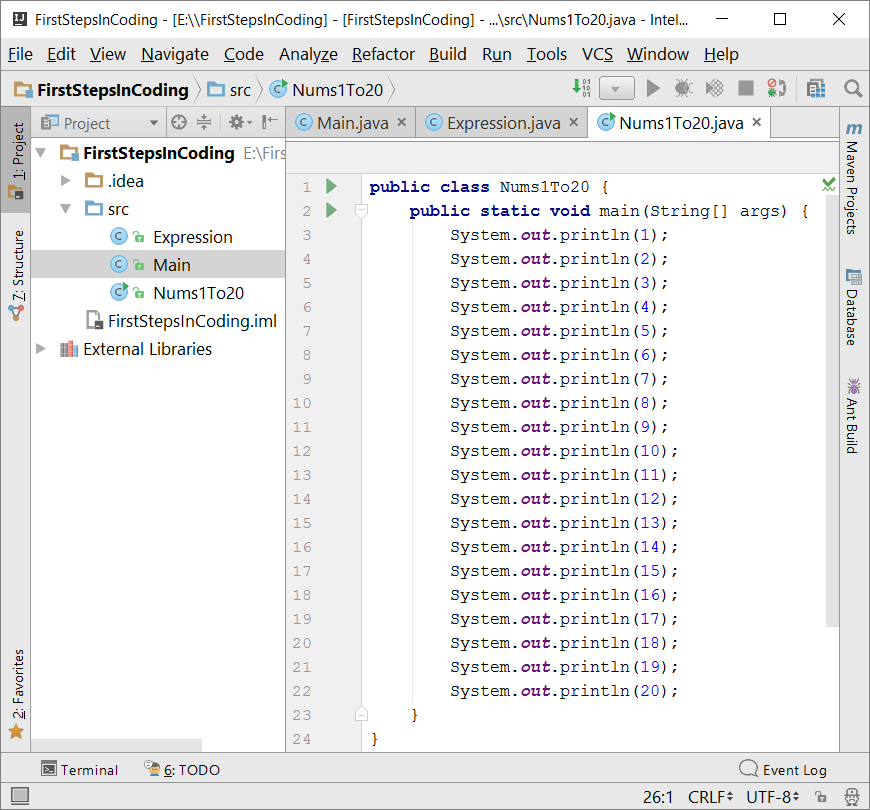 FirstStepsInCoding - [E:\\FirstStepsInCoding] - [FirstStepsInCoding] - ...\src\Nums1To20.java - Intel...
File Edit View Navigate Code Analyze Refactor Build Run Tools VCS Window Help
FirstStepsInCoding src Nums1To20
1: Project
7: Structure
2: Favorites
Project
FirstStepsInCoding E:\Firs
.idea
src
Expression
Main
Nums1To20
FirstStepsInCoding.iml
External Libraries
Main.java Expression.java Nums1To20.java
1 public class Nums1To20 {
2 public static void main(String[] args) {
3 System.out.println(1);
4 System.out.println(2);
5 System.out.println(3);
6 System.out.println(4);
7 System.out.println(5);
8 System.out.println(6);
9 System.out.println(7);
10 System.out.println(8);
11 System.out.println(9);
12 System.out.println(10);
13 System.out.println(11);
14 System.out.println(12);
15 System.out.println(13);
16 System.out.println(14);
17 System.out.println(15);
18 System.out.println(16);
19 System.out.println(17);
20 System.out.println(18);
21 System.out.println(19);
22 System.out.println(20);
23 }
24 }
Maven Projects
Database
Ant Build
Terminal 6: TODO Event Log
26:1 CRLF UTF-8